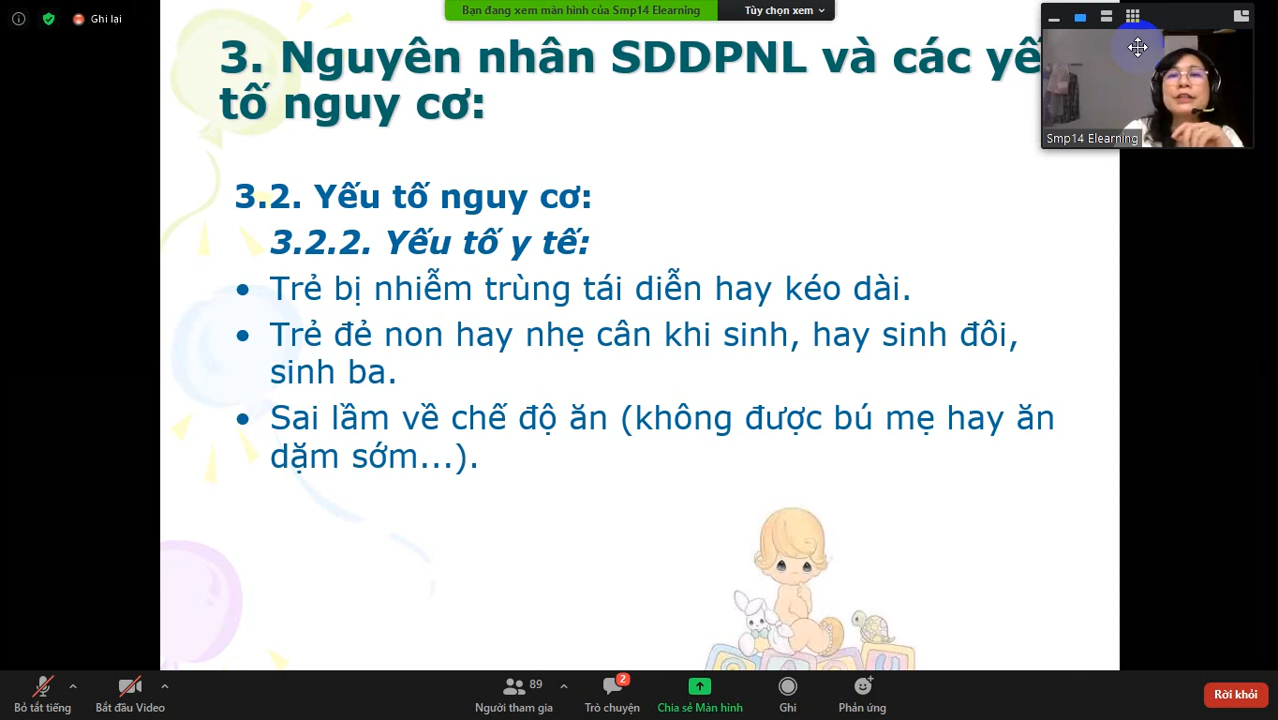 Ghi lại
Bạn đang xem màn hình của Smp14 Elearning
Tùy chọn xem
3. Nguyên nhân SDDPNL và các yế
tố nguy cơ:
Smp14 Elearning
3.2. Yếu tố nguy cơ:
3.2.2. Yếu tố y tế:
• Trẻ bị nhiễm trùng tái diễn hay kéo dài.
• Trẻ đẻ non hay nhẹ cân khi sinh, hay sinh đôi,
sinh ba.
• Sai lầm về chế độ ăn (không được bú mẹ hay ăn
dặm sớm...).
Bỏ tắt tiếng
Bắt đầu Video
89
Người tham gia
2
Trò chuyện
Chia sẻ Màn hình
Ghi
Phản ứng
Rời khỏi